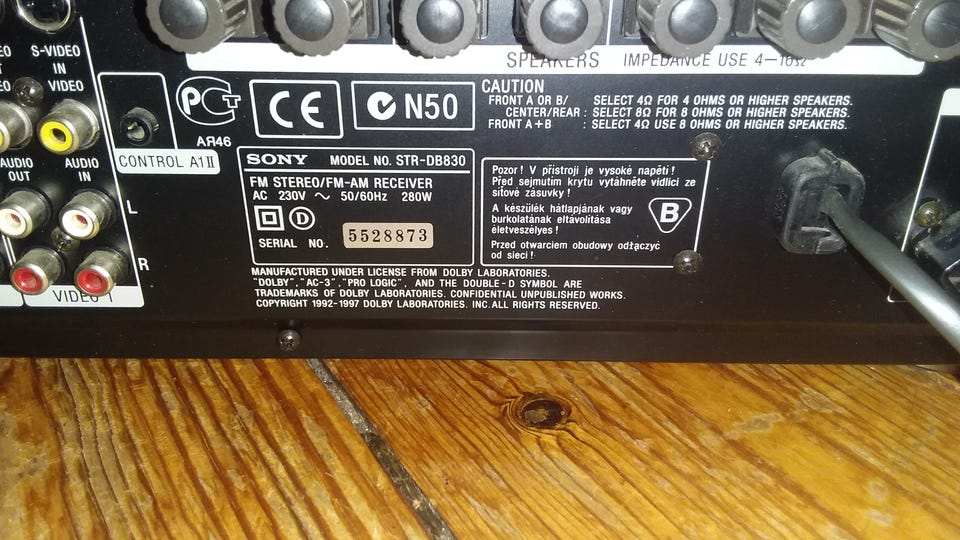 S-VIDEO
IN
VIDEO
AUDIO
OUT
AUDIO
IN
L
R
VIDEO 1
CONTROL A1 II
АЯ46
CE
N50
SPEAKERS IMPEDANCE USE 4–16Ω
CAUTION
FRONT A OR B/ SELECT 4Ω FOR 4 OHMS OR HIGHER SPEAKERS.
CENTER/REAR : SELECT 8Ω FOR 8 OHMS OR HIGHER SPEAKERS.
FRONT A+B : SELECT 4Ω USE 8 OHMS OR HIGHER SPEAKERS.
SONY MODEL NO. STR-DB830
FM STEREO/FM-AM RECEIVER
AC 230V ~ 50/60Hz 280W
D
SERIAL NO. 5528873
Pozor! V přístroji je vysoké napětí!
Před sejmutím krytu vytáhněte vidlici ze
síťové zásuvky!
A készülék hátlapjának vagy
burkolatának eltávolítása
életveszélyes!
Przed otwarciem obudowy odłączyć
od sieci!
B
MANUFACTURED UNDER LICENSE FROM DOLBY LABORATORIES.
"DOLBY","AC-3","PRO LOGIC", AND THE DOUBLE-D SYMBOL ARE
TRADEMARKS OF DOLBY LABORATORIES. CONFIDENTIAL UNPUBLISHED WORKS.
COPYRIGHT 1992-1997 DOLBY LABORATORIES. INC.ALL RIGHTS RESERVED.